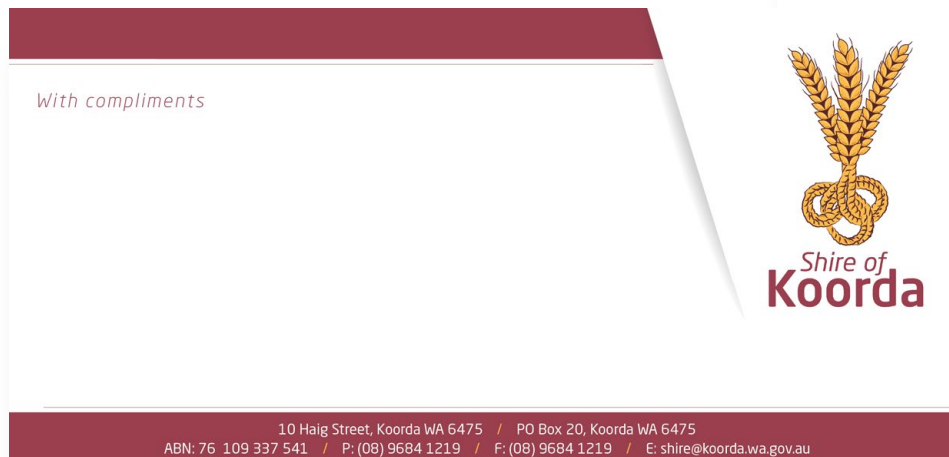 With compliments
Shire of
Koorda
10 Haig Street, Koorda WA 6475 / PO Box 20, Koorda WA 6475
ABN: 76 109 337 541 / P: (08) 9684 1219 / F: (08) 9684 1219 / E: shire@koorda.wa.gov.au